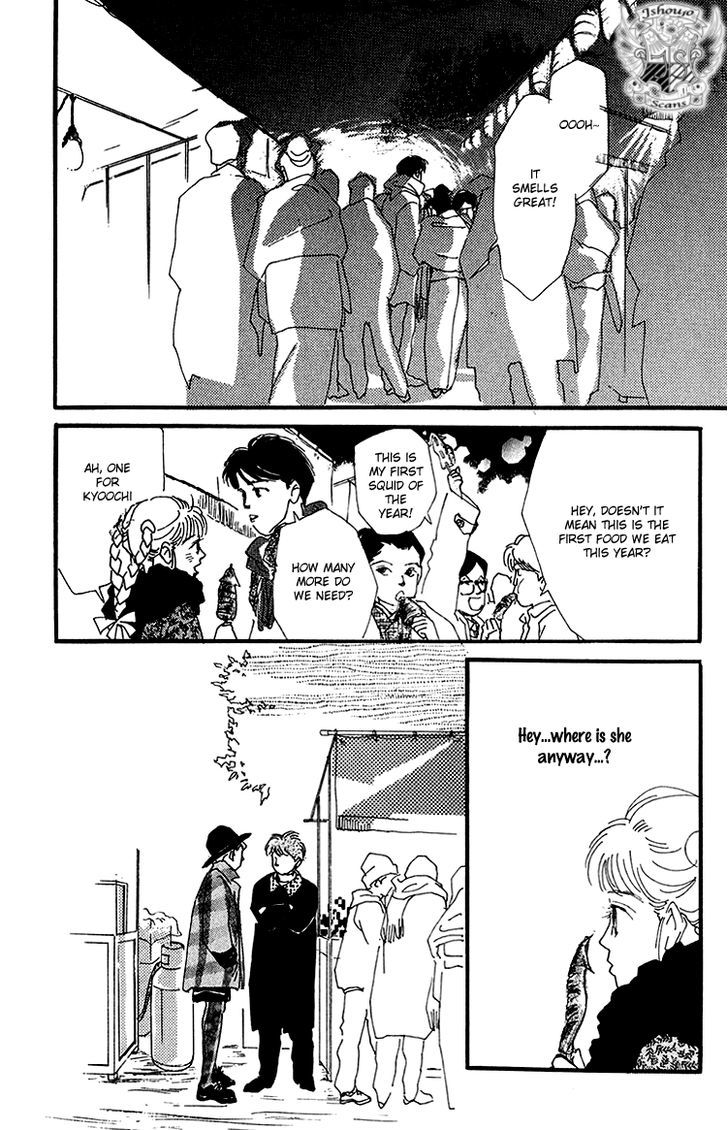 Jshoujo
Scans
OOOH~
IT
SMELLS
GREAT!
HEY, DOESN'T IT
MEAN THIS IS THE
FIRST FOOD WE EAT
THIS YEAR?
THIS IS
MY FIRST
SQUID OF
THE
YEAR!
HOW MANY
MORE DO
WE NEED?
AH, ONE
FOR
KYOOCHI
Hey...where is she
anyway...?